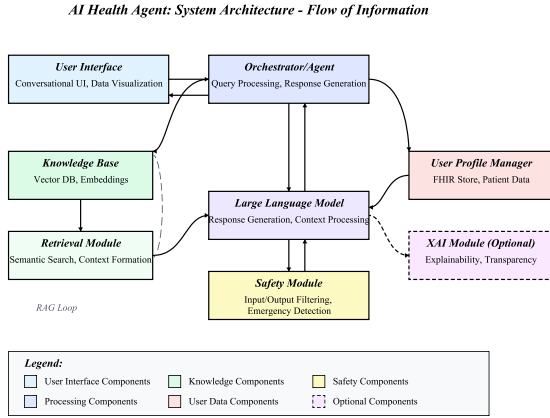 AI Health Agent: System Architecture - Flow of Information
User Interface
Conversational UI, Data Visualization
Orchestrator/Agent
Query Processing, Response Generation
Knowledge Base
Vector DB, Embeddings
User Profile Manager
FHIR Store, Patient Data
Large Language Model
Response Generation, Context Processing
Retrieval Module
Semantic Search, Context Formation
XAI Module (Optional)
Explainability, Transparency
Safety Module
Input/Output Filtering,
Emergency Detection
RAG Loop
Legend:
User Interface Components
Knowledge Components
Safety Components
Processing Components
User Data Components
Optional Components